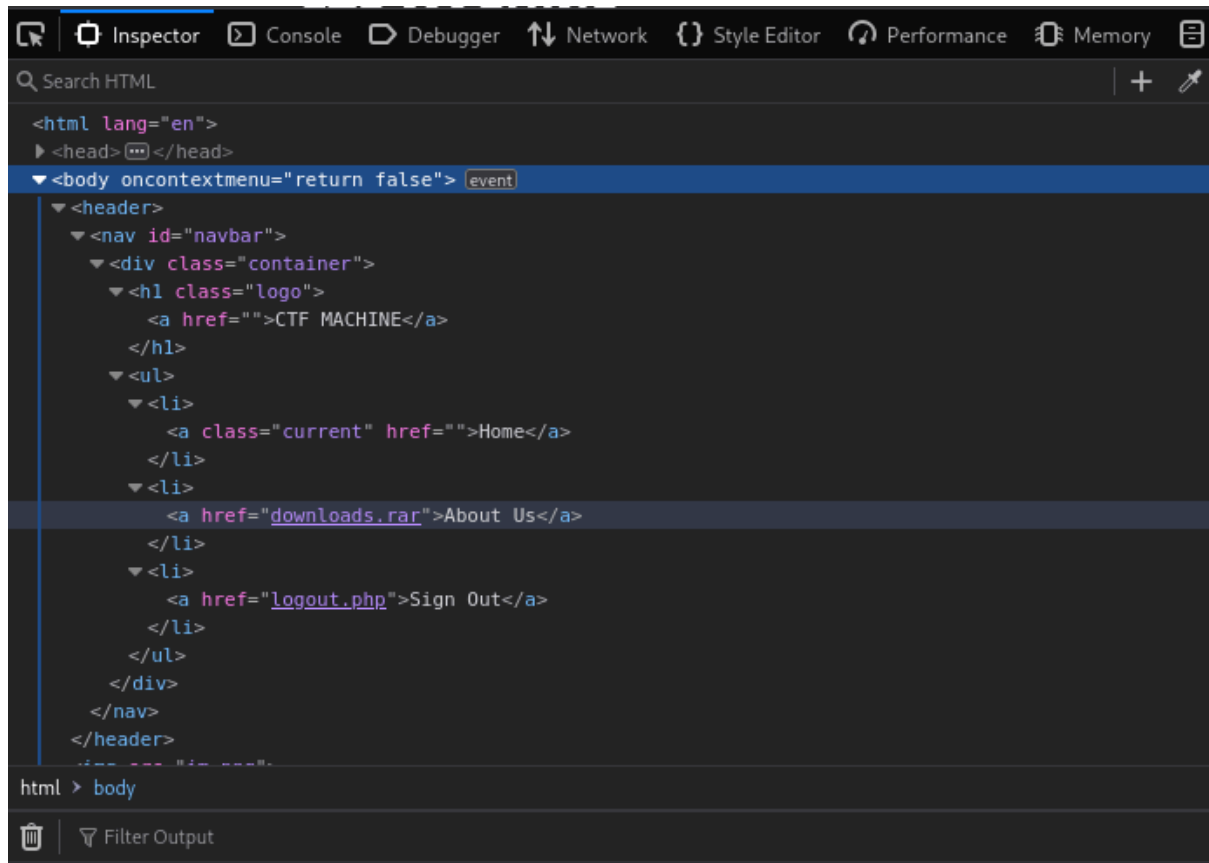 Inspector Console Debugger Network {} Style Editor Performance Memory
Search HTML
<html lang="en">
<head> </head>
<body oncontextmenu="return false"> event
<header>
<nav id="navbar">
<div class="container">
<h1 class="logo">
<a href="">CTF MACHINE</a>
</h1>
<ul>
<li>
<a class="current" href="">Home</a>
</li>
<li>
<a href="downloads.rar">About Us</a>
</li>
<li>
<a href="logout.php">Sign Out</a>
</li>
</ul>
</div>
</nav>
</header>
html > body
Filter Output